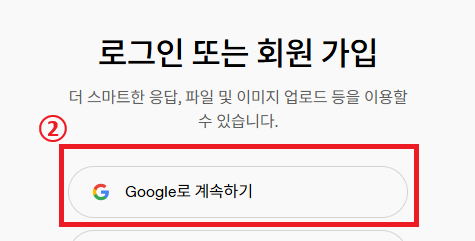 로그인 또는 회원 가입
더 스마트한 응답, 파일 및 이미지 업로드 등을 이용할
수 있습니다.
②
Google로 계속하기